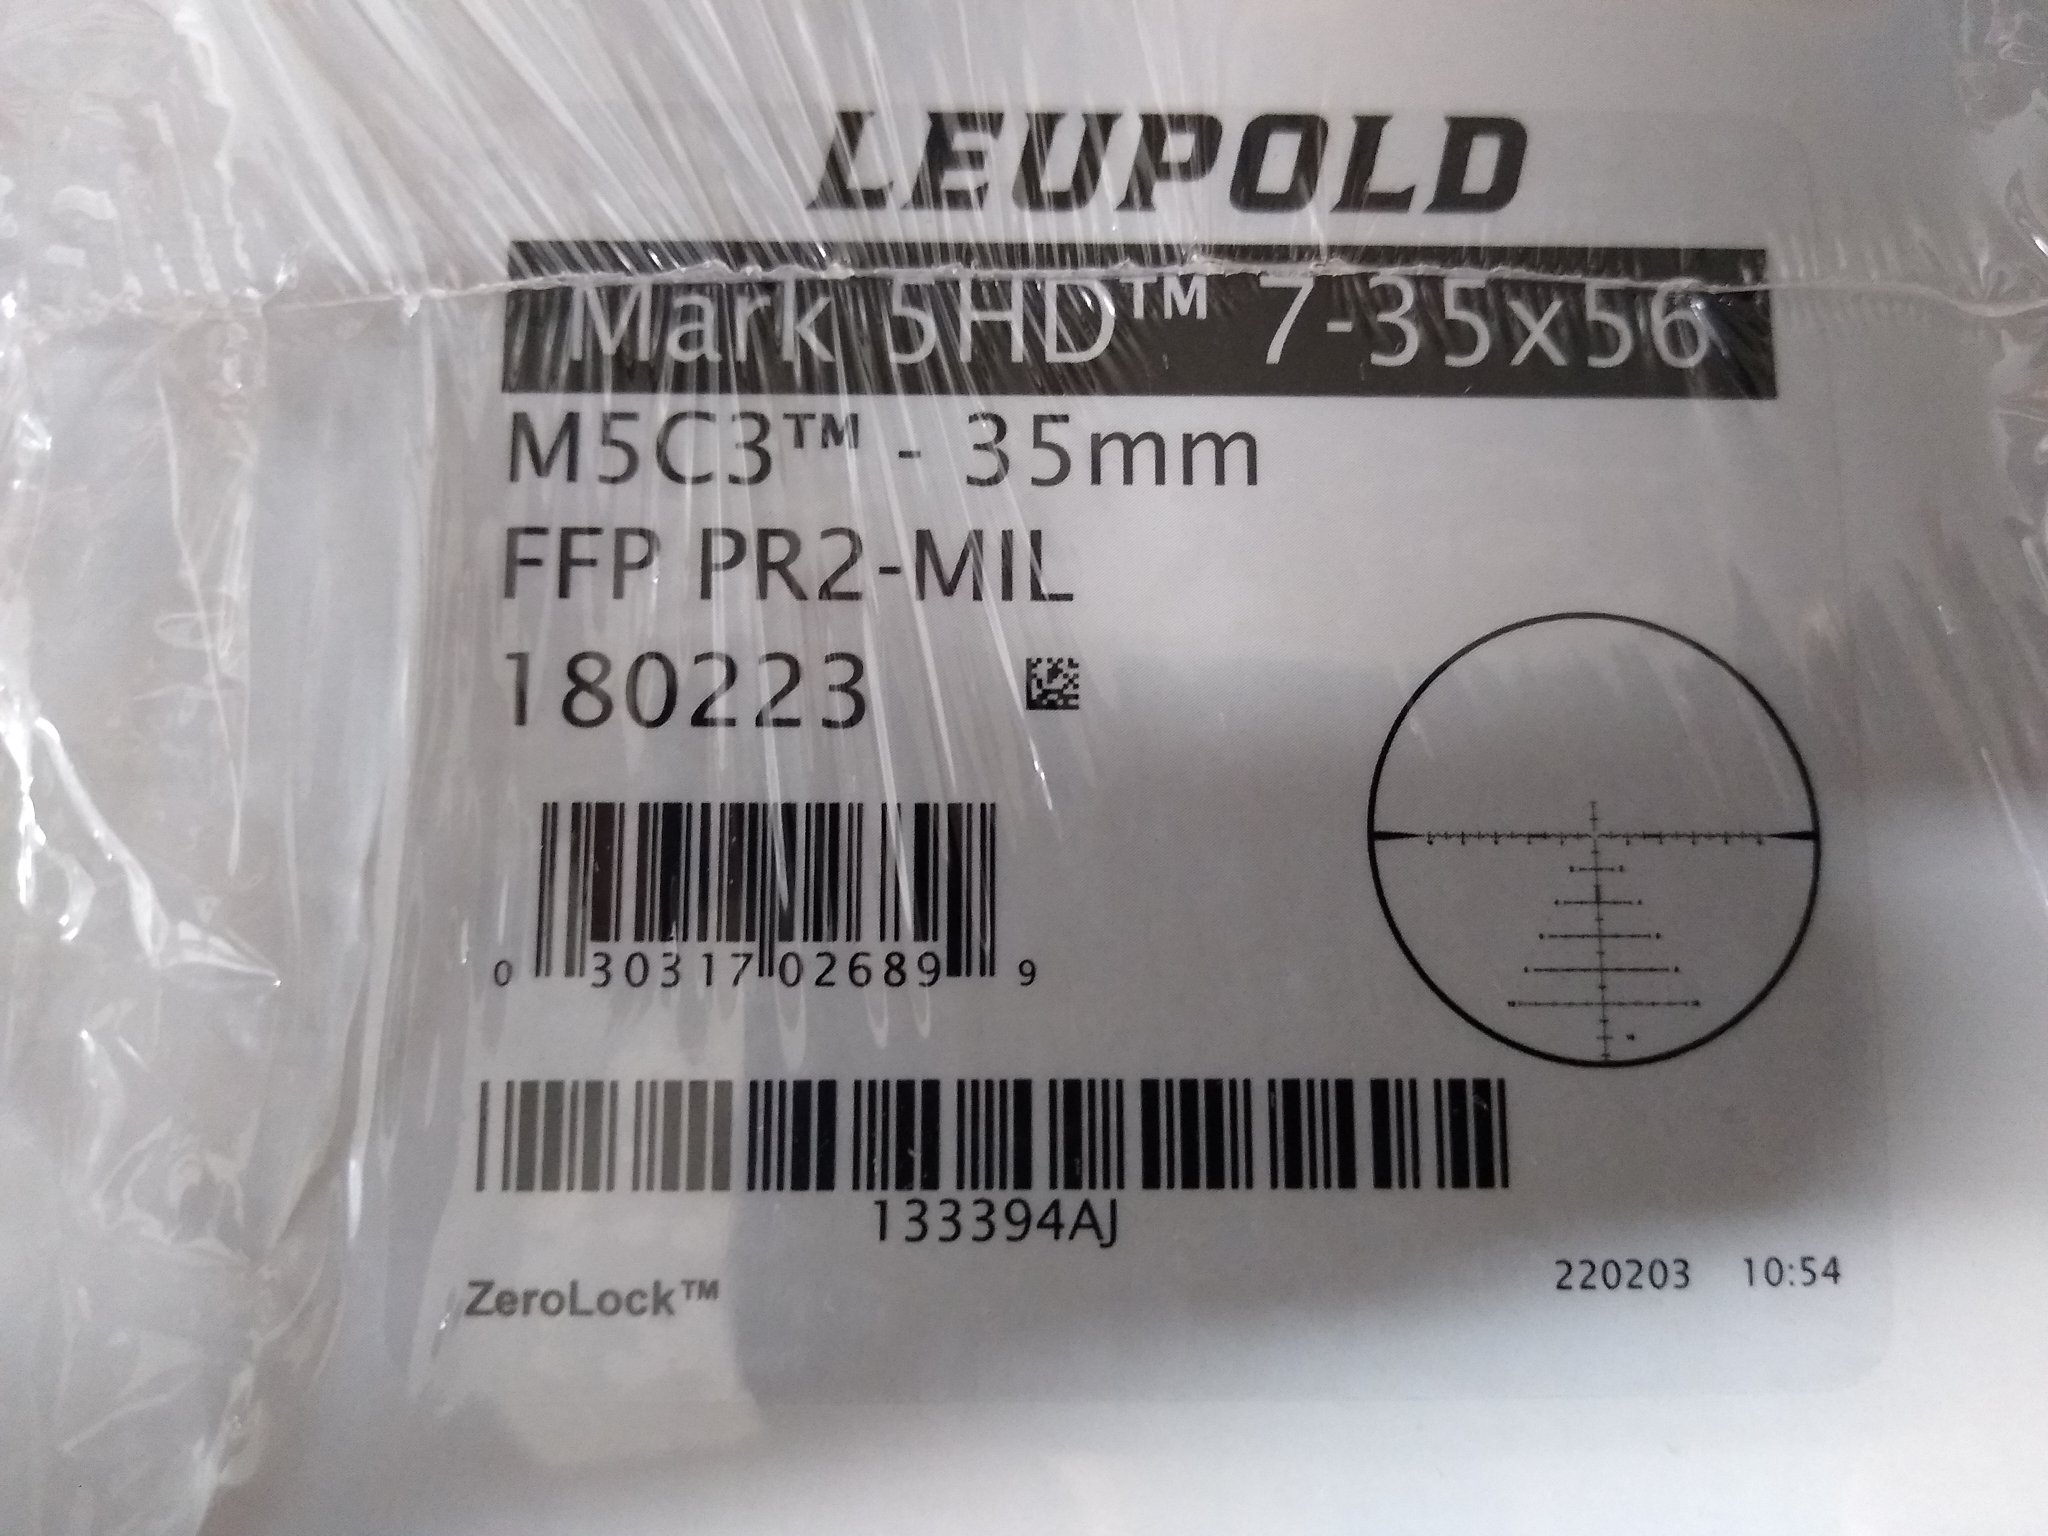 LEUPOLD
Mark 5HD™ 7-35x56
M5C3™ - 35mm
FFP PR2-MIL
180223
0 30317 02689 9
133394AJ
ZeroLock™
220203 10:54